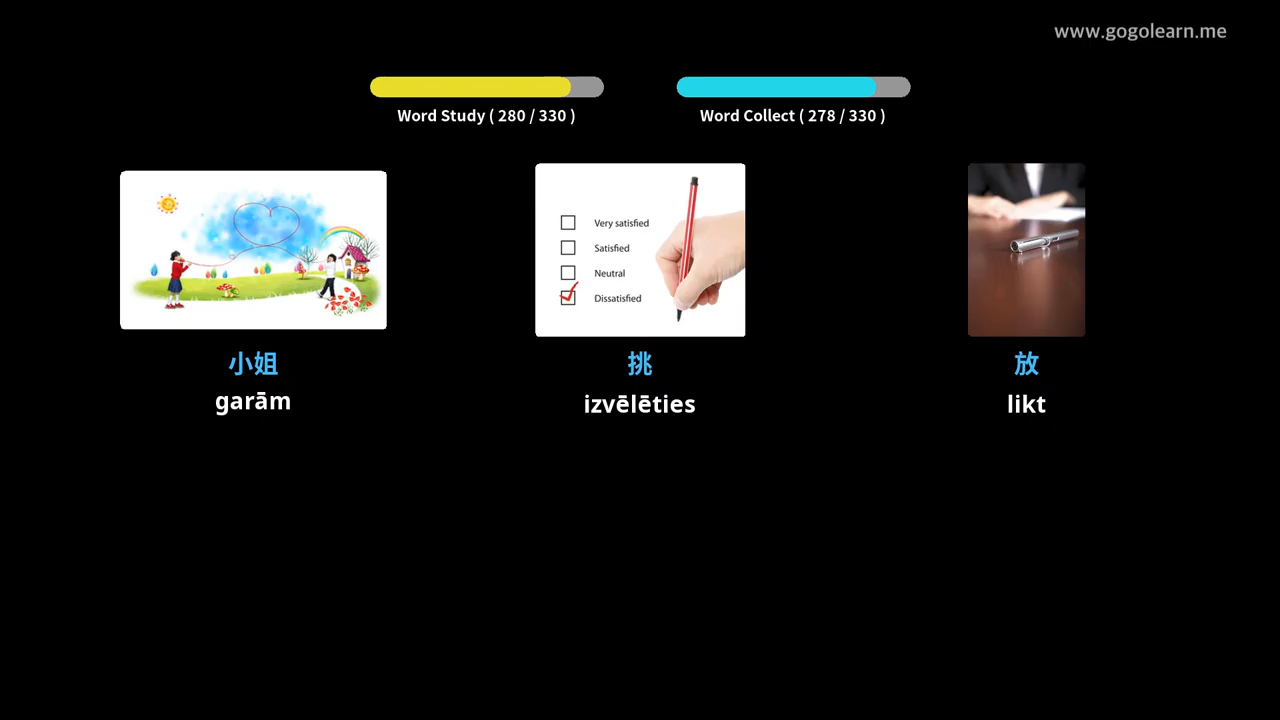 www.gogolearn.me
Word Study ( 280 / 330 )
Word Collect ( 278 / 330 )
Very satisfied
Satisfied
Neutral
Dissatisfied
小姐
挑
放
garām
izvēlēties
likt